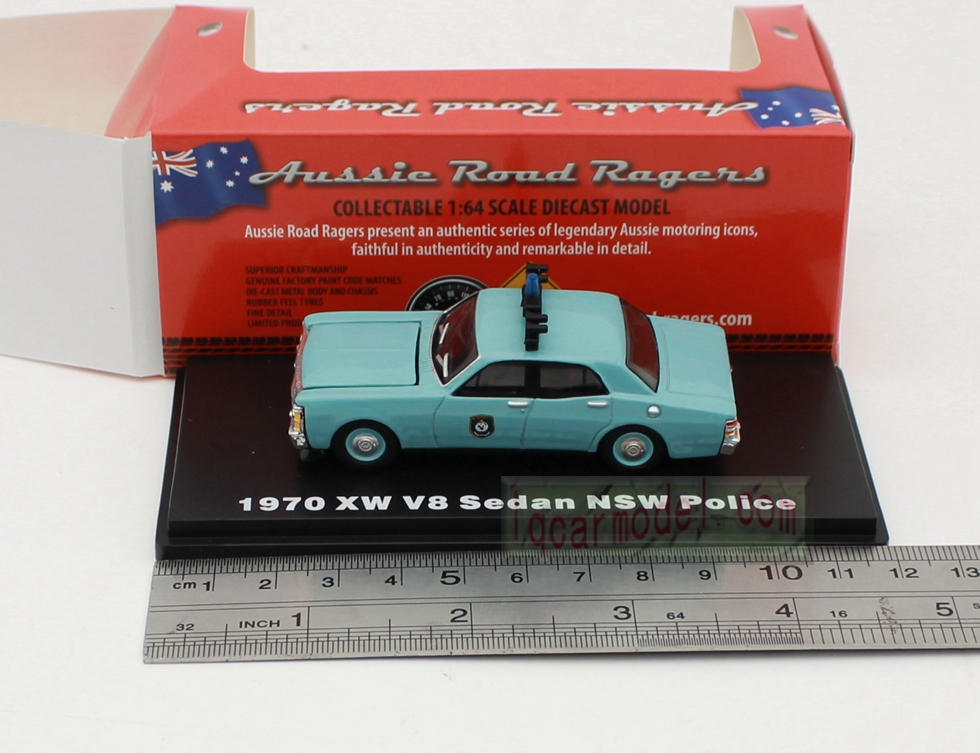 Aussie Road Ragers
Aussie Road Ragers
COLLECTABLE 1:64 SCALE DIECAST MODEL
Aussie Road Ragers present an authentic series of legendary Aussie motoring icons,
faithful in authenticity and remarkable in detail.
SUPERIOR CRAFTMANSHIP
GENUINE FACTORY PAINT CODE MATCHES
DIE-CAST METAL BODY AND CHASSIS
RUBBER FEEL TYRES
FINE DETAIL
LIMITED
ragers.com
1970 XW V8 Sedan NSW Police
1qcarmodel.com
cm 1 2 3 4 5 6 7 8 9 10 11 12 13
32 INCH 1 2 3 64 4 16 5